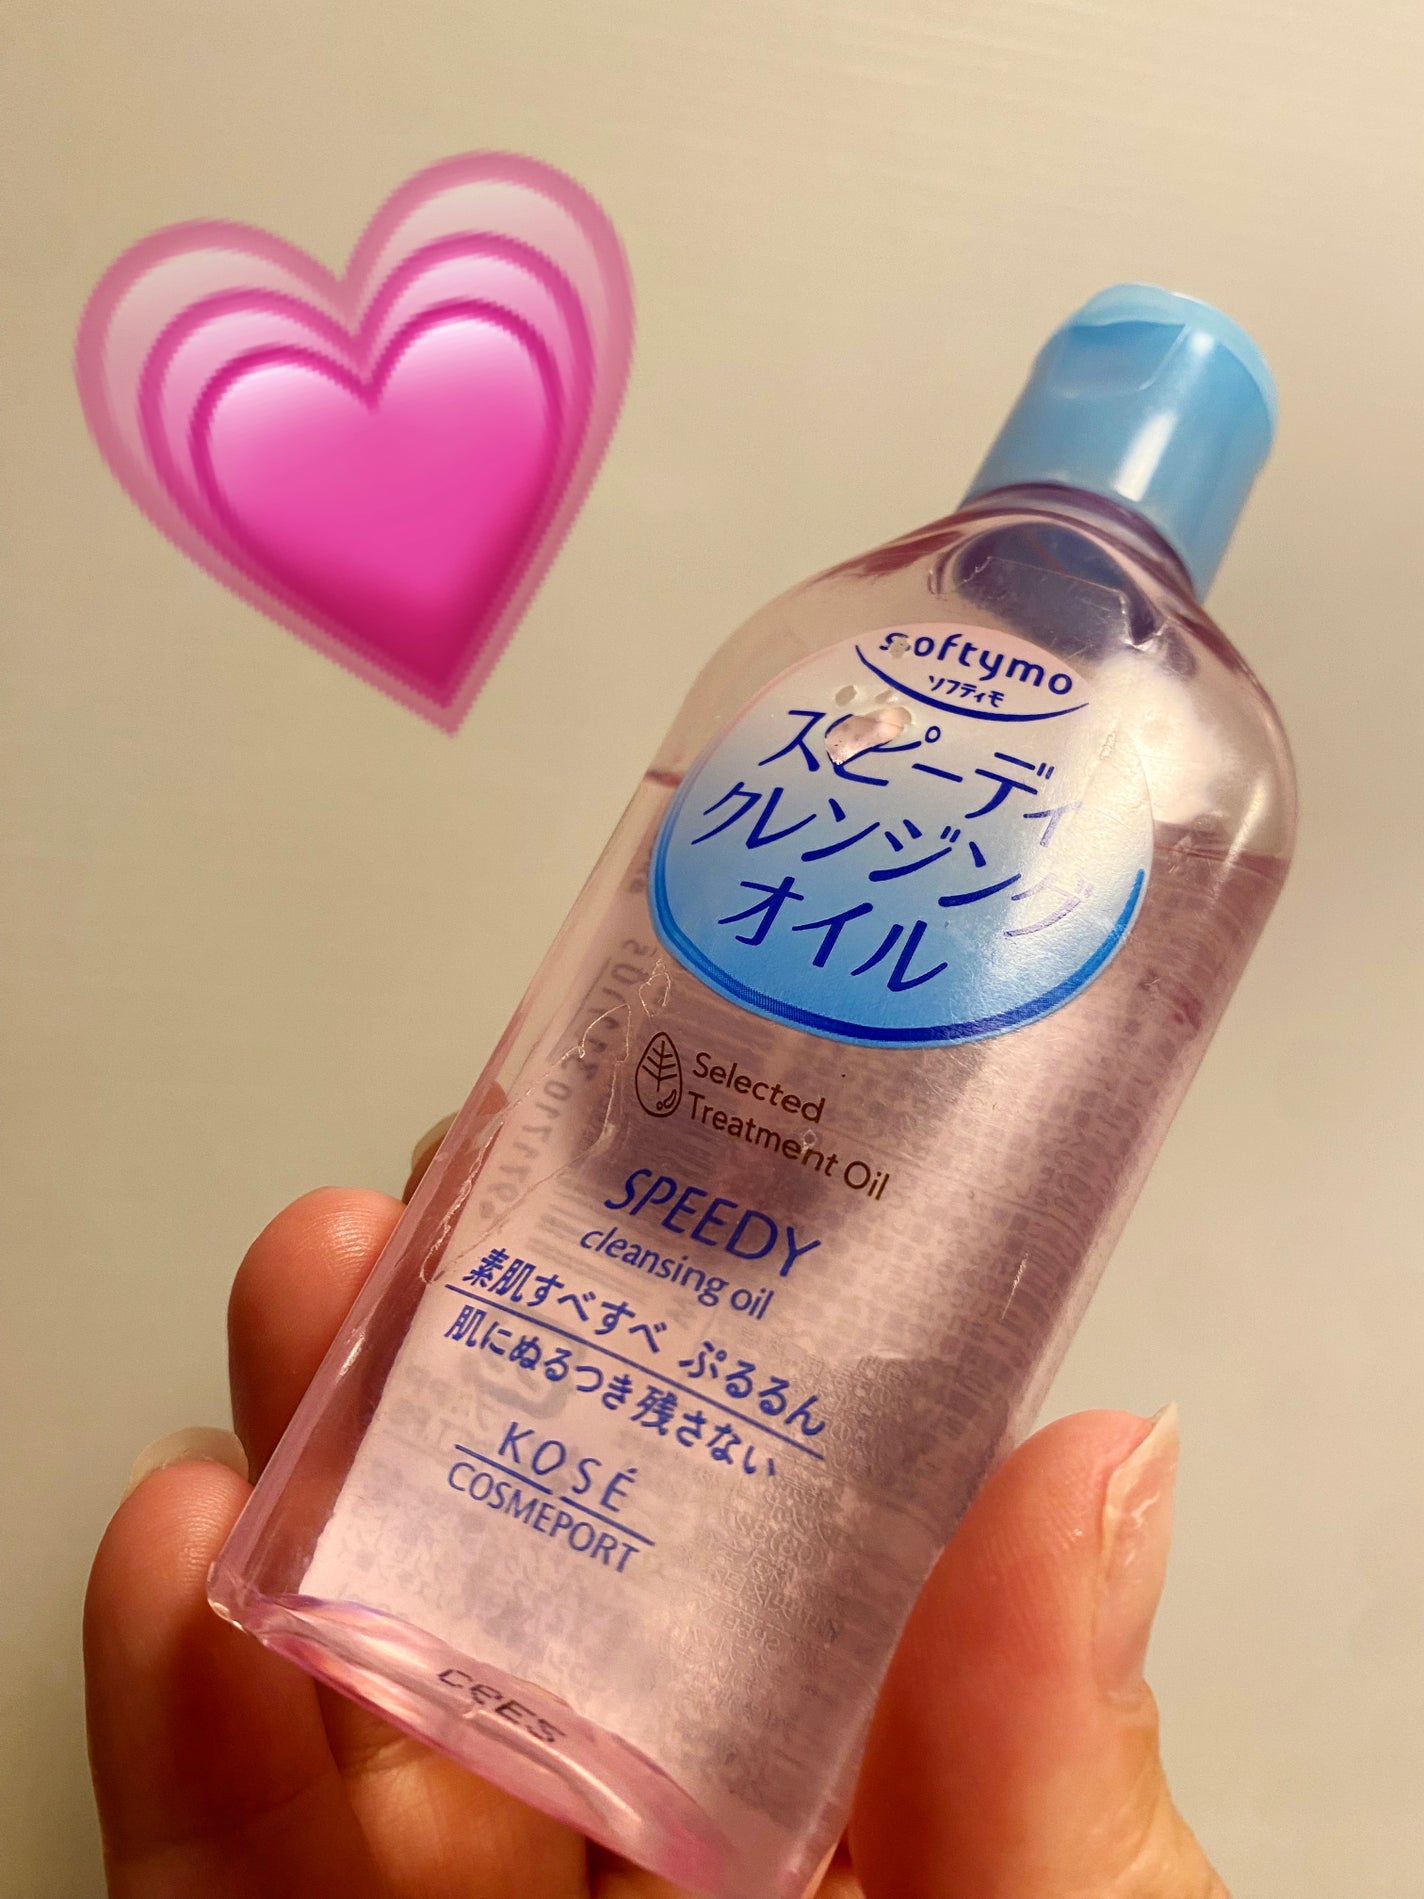 softymo
ソフティモ
スピーディ
クレンジング
オイル
Selected
Treatment Oil
SPEEDY
cleansing oil
素肌すべすべ ぷるるん
肌にぬるつき残さない
KOSÉ
COSMEPORT